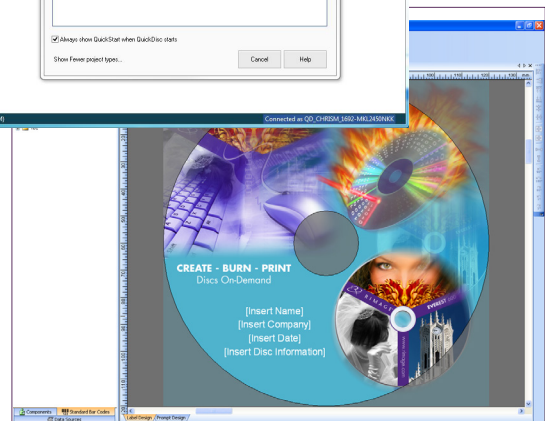 Always show QuickStart when QuickDisc starts
Show Fewer project types...
Cancel
Help
Connected as QD_CHRISM_1692-MKL2450NKK
CREATE - BURN - PRINT
Discs On-Demand
RIMAGE
EVEREST
[Insert Name]
[Insert Company]
[Insert Date]
[Insert Disc Information]
Components
Standard Bar Codes
Data Sources
Label Design
Prompt Design